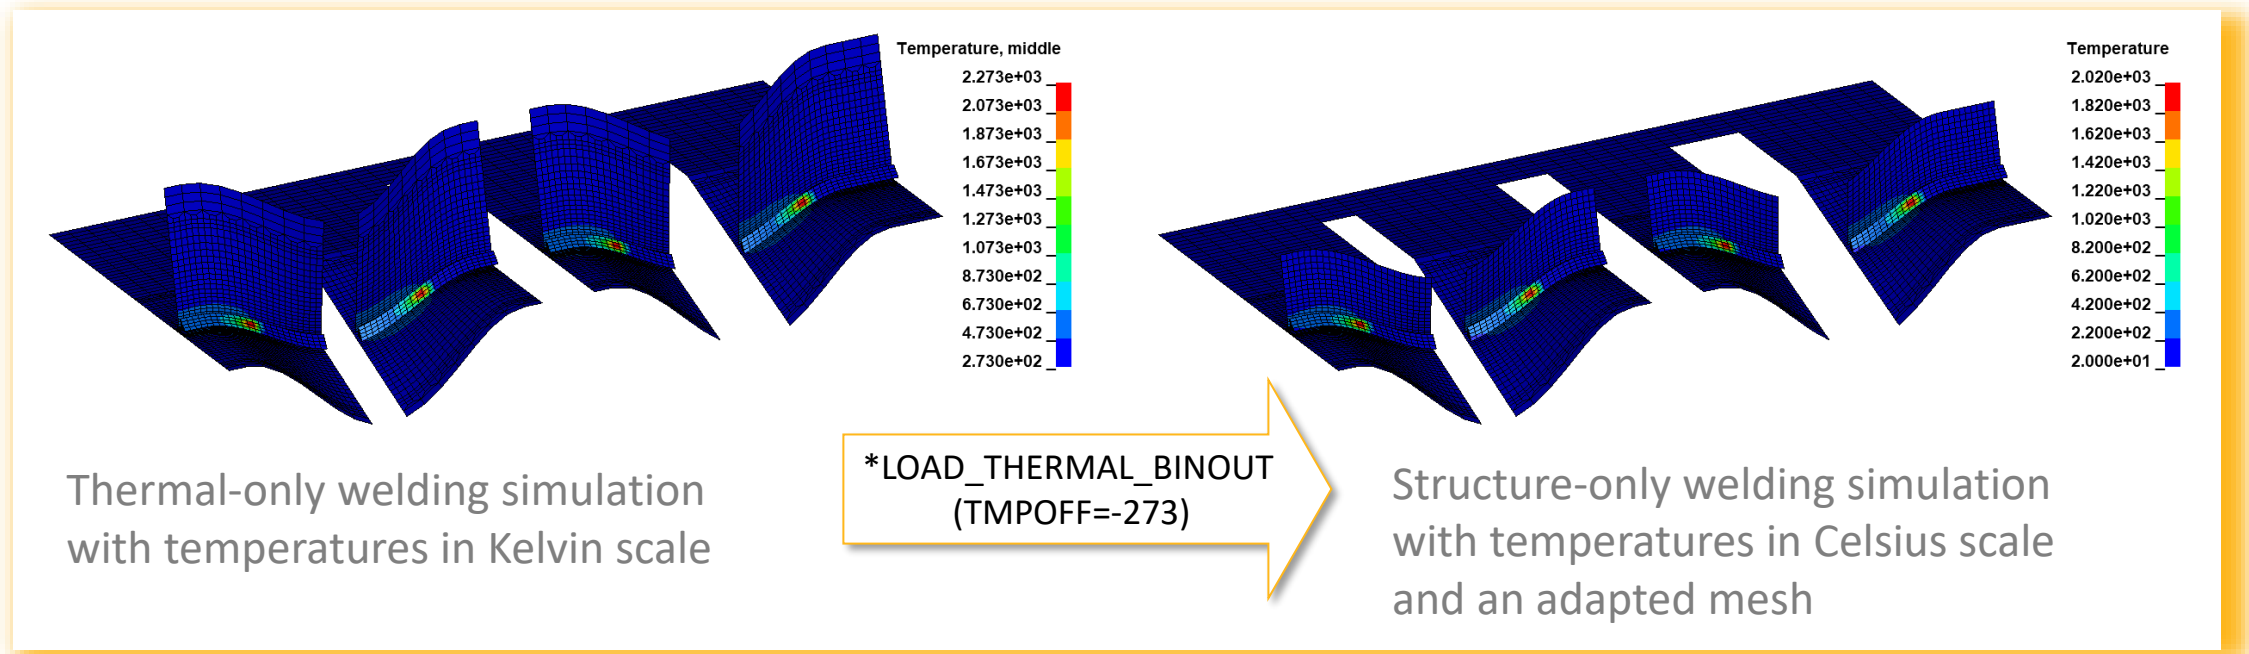 Temperature, middle
2.273e+03
2.073e+03
1.873e+03
1.673e+03
1.473e+03
1.273e+03
1.073e+03
8.730e+02
6.730e+02
4.730e+02
2.730e+02
Temperature
2.020e+03
1.820e+03
1.620e+03
1.420e+03
1.220e+03
1.020e+03
8.200e+02
6.200e+02
4.200e+02
2.200e+02
2.000e+01
Thermal-only welding simulation
with temperatures in Kelvin scale
*LOAD_THERMAL_BINOUT
(TMPOFF=-273)
Structure-only welding simulation
with temperatures in Celsius scale
and an adapted mesh